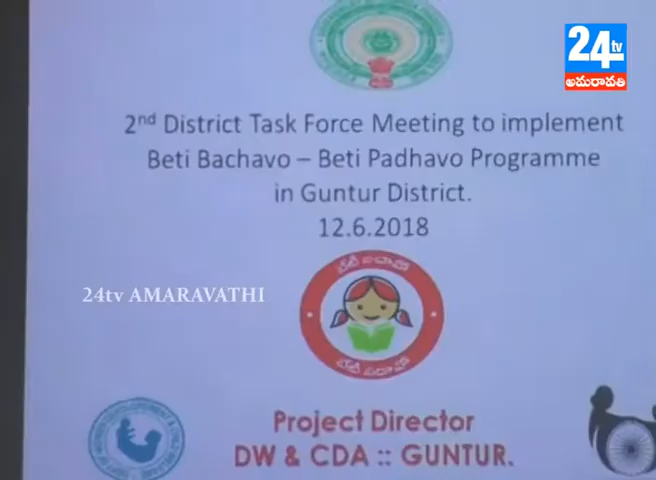 24tv
అమరావతి
2nd District Task Force Meeting to implement
Beti Bachavo – Beti Padhavo Programme
in Guntur District.
12.6.2018
24tv AMARAVATHI
Project Director
DW & CDA :: GUNTUR.